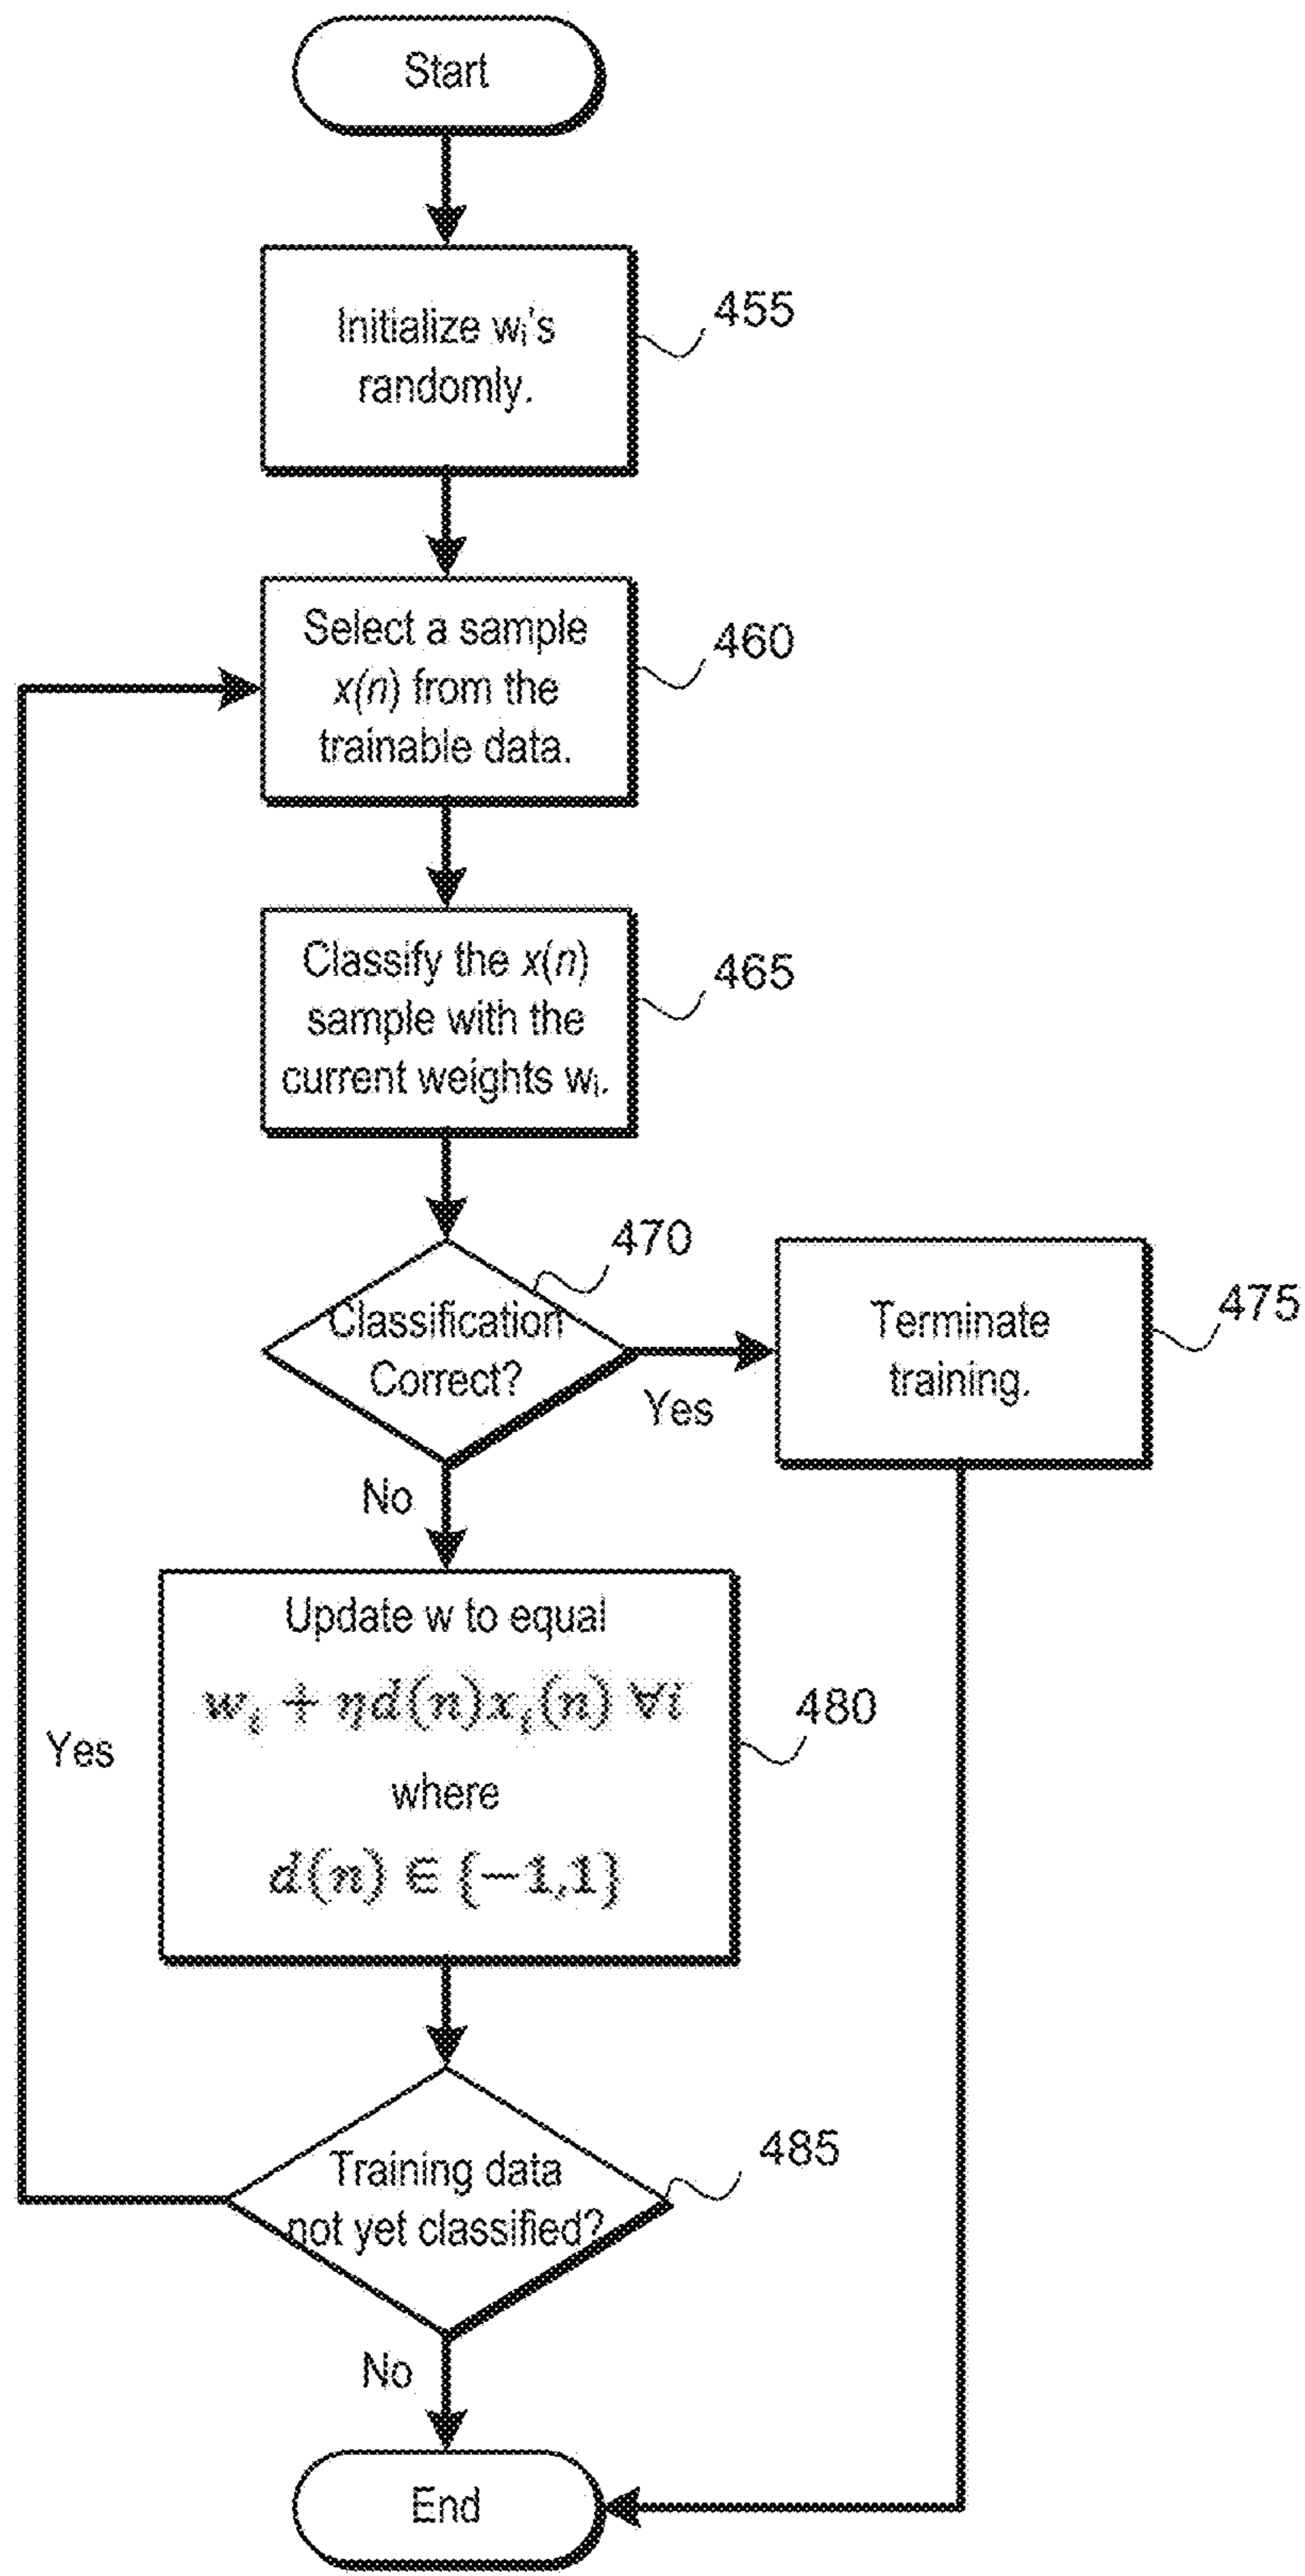 Start
Initialize wᵢ's
randomly.
455
Select a sample
x(n) from the
trainable data.
460
Classify the x(n)
sample with the
current weights wᵢ.
465
Classification
Correct?
470
Yes
Terminate
training.
475
No
Update w to equal
wᵢ + ηd(n)xᵢ(n) ∀i
where
d(n) ∈ {−1,1}
480
Yes
Training data
not yet classified?
485
No
End